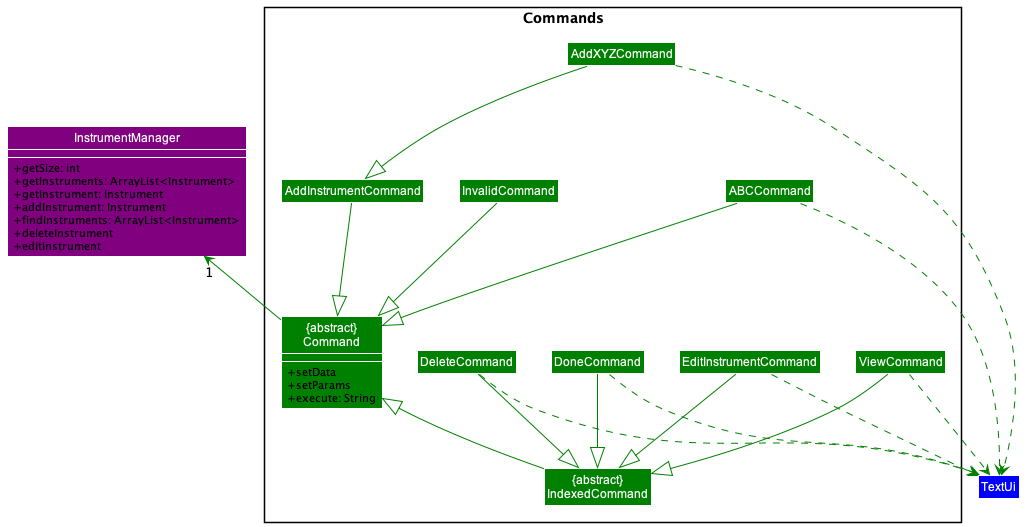 Commands
AddXYZCommand
InstrumentManager
+getSize: int
+getInstruments: ArrayList<Instrument>
+getInstrument: Instrument
+addInstrument: Instrument
+findInstruments: ArrayList<Instrument>
+deleteInstrument
+editInstrument
AddInstrumentCommand
InvalidCommand
ABCCommand
1
{abstract}
Command
+setData
+setParams
+execute: String
DeleteCommand
DoneCommand
EditInstrumentCommand
ViewCommand
{abstract}
IndexedCommand
TextUi